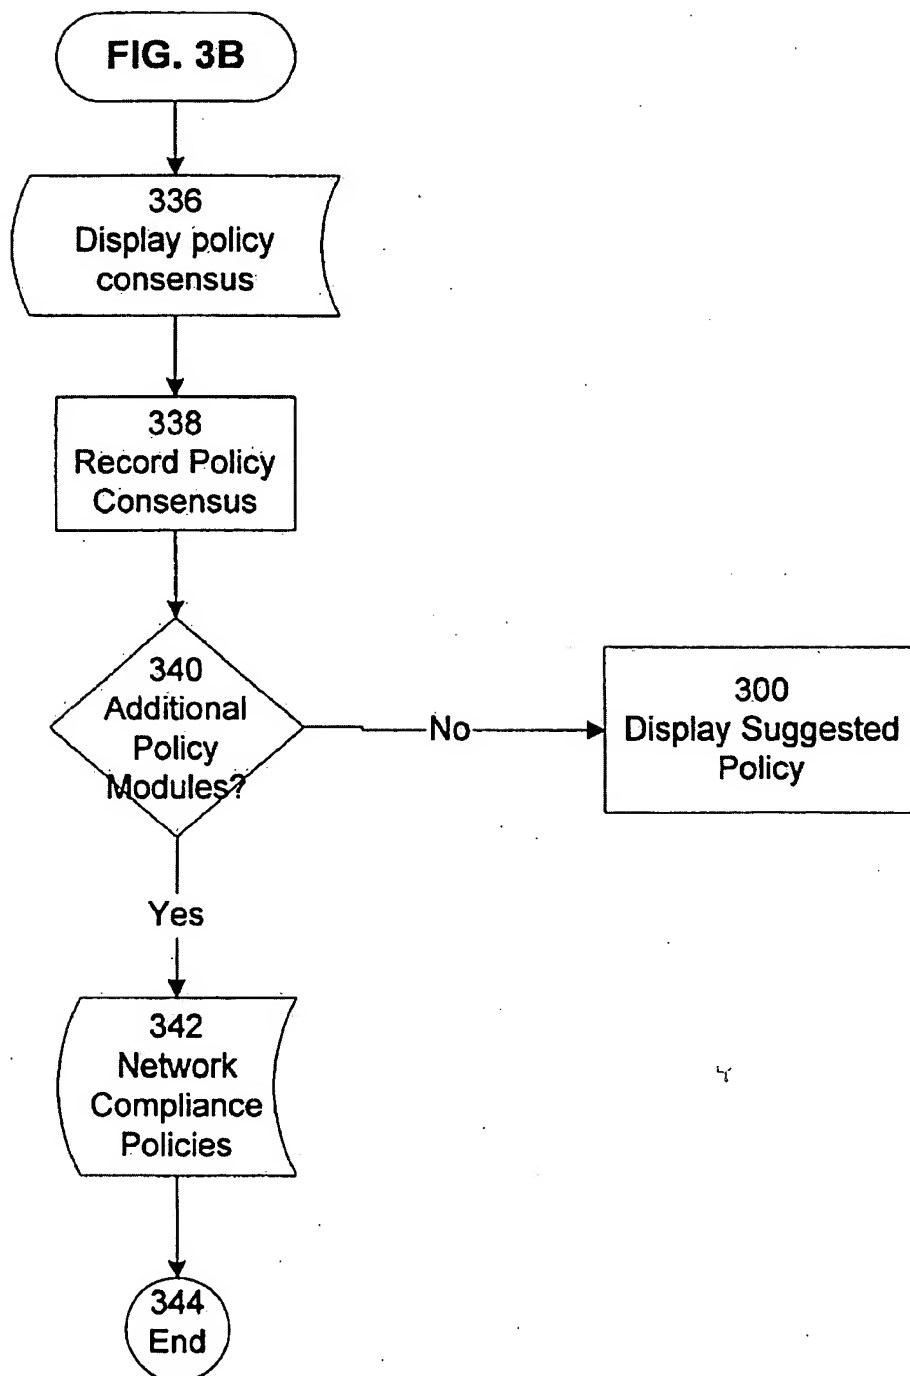 FIG. 3B
336
Display policy
consensus
338
Record Policy
Consensus
340
Additional
Policy
Modules?
No
300
Display Suggested
Policy
Yes
342
Network
Compliance
Policies
344
End